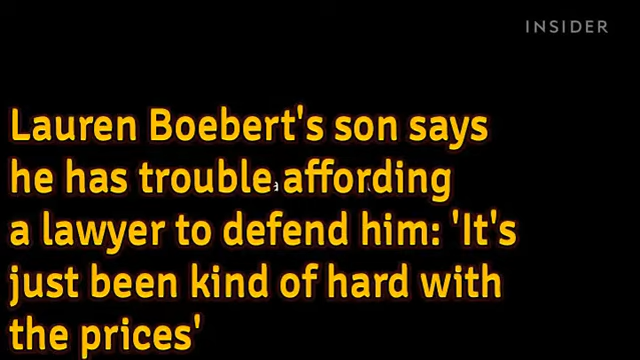 INSIDER
Lauren Boebert's son says
he has trouble affording
a lawyer to defend him: 'It's
just been kind of hard with
the prices'